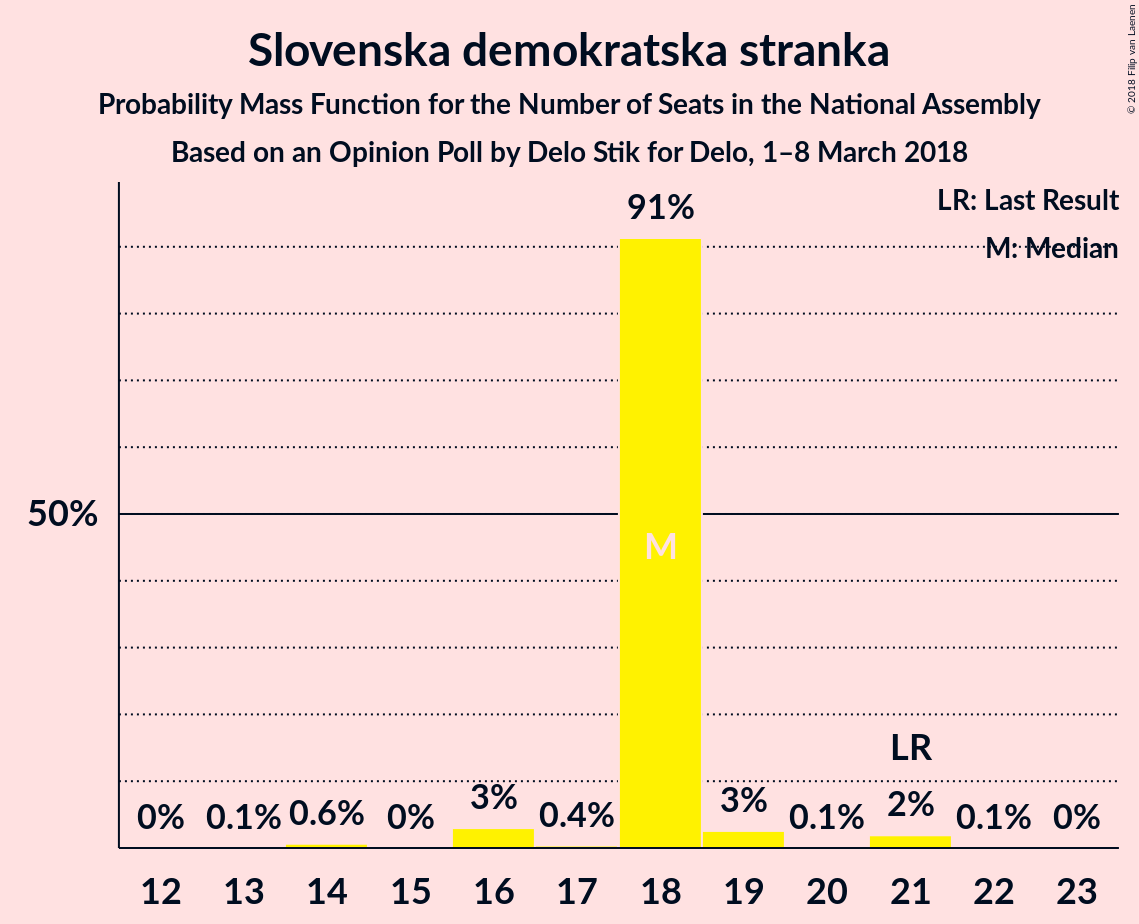 Slovenska demokratska stranka
Probability Mass Function for the Number of Seats in the National Assembly
Based on an Opinion Poll by Delo Stik for Delo, 1–8 March 2018
© 2018 Filip van Laenen
LR: Last Result
M: Median
91%
50%
M
LR
0% 0.1% 0.6% 0% 3% 0.4% 3% 0.1% 2% 0.1% 0%
12 13 14 15 16 17 18 19 20 21 22 23